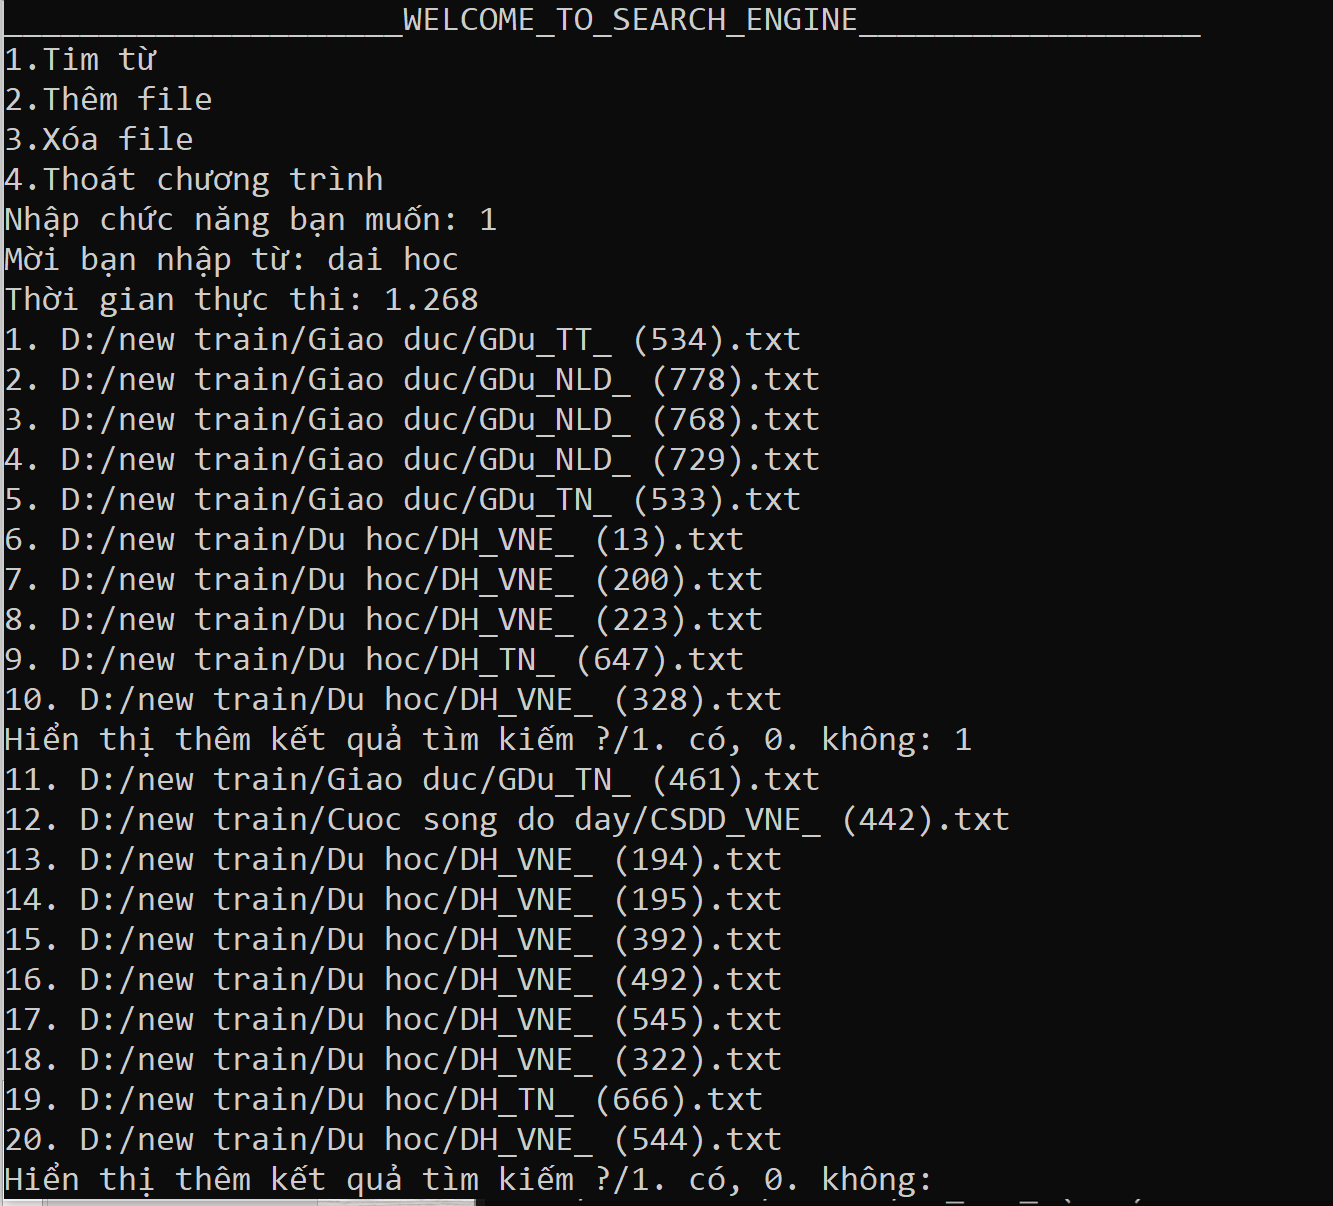 _____________________WELCOME_TO_SEARCH_ENGINE__________________
1.Tim từ
2.Thêm file
3.Xóa file
4.Thoát chương trình
Nhập chức năng bạn muốn: 1
Mời bạn nhập từ: dai hoc
Thời gian thực thi: 1.268
1. D:/new train/Giao duc/GDu_TT_ (534).txt
2. D:/new train/Giao duc/GDu_NLD_ (778).txt
3. D:/new train/Giao duc/GDu_NLD_ (768).txt
4. D:/new train/Giao duc/GDu_NLD_ (729).txt
5. D:/new train/Giao duc/GDu_TN_ (533).txt
6. D:/new train/Du hoc/DH_VNE_ (13).txt
7. D:/new train/Du hoc/DH_VNE_ (200).txt
8. D:/new train/Du hoc/DH_VNE_ (223).txt
9. D:/new train/Du hoc/DH_TN_ (647).txt
10. D:/new train/Du hoc/DH_VNE_ (328).txt
Hiển thị thêm kết quả tìm kiếm ?/1. có, 0. không: 1
11. D:/new train/Giao duc/GDu_TN_ (461).txt
12. D:/new train/Cuoc song do day/CSDD_VNE_ (442).txt
13. D:/new train/Du hoc/DH_VNE_ (194).txt
14. D:/new train/Du hoc/DH_VNE_ (195).txt
15. D:/new train/Du hoc/DH_VNE_ (392).txt
16. D:/new train/Du hoc/DH_VNE_ (492).txt
17. D:/new train/Du hoc/DH_VNE_ (545).txt
18. D:/new train/Du hoc/DH_VNE_ (322).txt
19. D:/new train/Du hoc/DH_TN_ (666).txt
20. D:/new train/Du hoc/DH_VNE_ (544).txt
Hiển thị thêm kết quả tìm kiếm ?/1. có, 0. không: